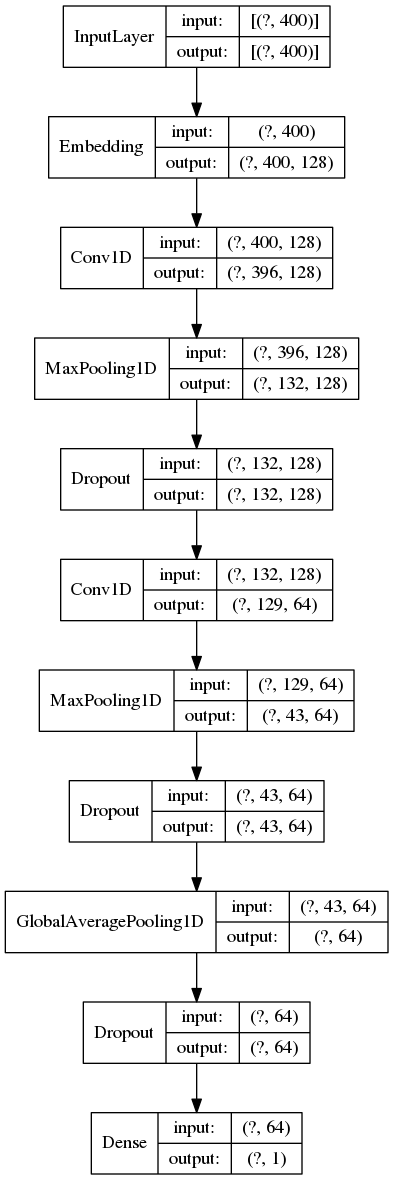 InputLayer
input: [(?, 400)]
output: [(?, 400)]
Embedding
input: (?, 400)
output: (?, 400, 128)
Conv1D
input: (?, 400, 128)
output: (?, 396, 128)
MaxPooling1D
input: (?, 396, 128)
output: (?, 132, 128)
Dropout
input: (?, 132, 128)
output: (?, 132, 128)
Conv1D
input: (?, 132, 128)
output: (?, 129, 64)
MaxPooling1D
input: (?, 129, 64)
output: (?, 43, 64)
Dropout
input: (?, 43, 64)
output: (?, 43, 64)
GlobalAveragePooling1D
input: (?, 43, 64)
output: (?, 64)
Dropout
input: (?, 64)
output: (?, 64)
Dense
input: (?, 64)
output: (?, 1)